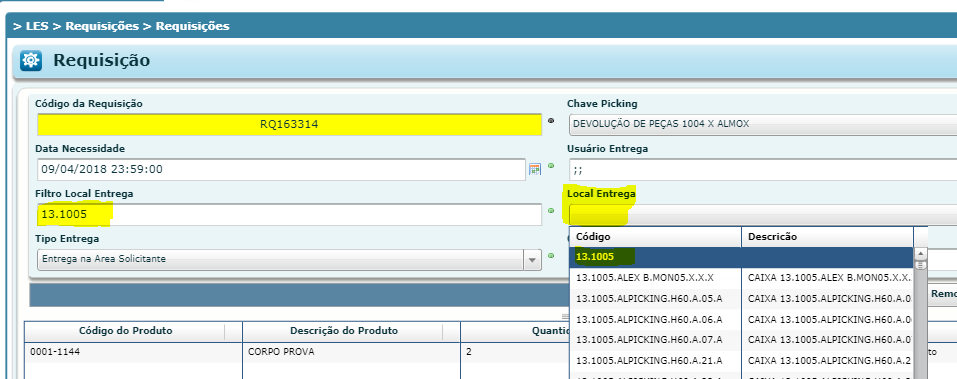 > LES > Requisições > Requisições
Requisição
Código da Requisição
Chave Picking
RQ163314
DEVOLUÇÃO DE PEÇAS 1004 X ALMOX
Data Necessidade
Usuário Entrega
09/04/2018 23:59:00
;;
Filtro Local Entrega
Local Entrega
13.1005
Tipo Entrega
Entrega na Area Solicitante
Código Descricão
13.1005
13.1005.ALEX B.MON05.X.X.X CAIXA 13.1005.ALEX B.MON05.X.X.
13.1005.ALPICKING.H60.A.05.A CAIXA 13.1005.ALPICKING.H60.A.0
13.1005.ALPICKING.H60.A.06.A CAIXA 13.1005.ALPICKING.H60.A.0
13.1005.ALPICKING.H60.A.07.A CAIXA 13.1005.ALPICKING.H60.A.0
13.1005.ALPICKING.H60.A.21.A CAIXA 13.1005.ALPICKING.H60.A.2
Remo
Código do Produto Descrição do Produto Quantid
0001-1144 CORPO PROVA 2 to